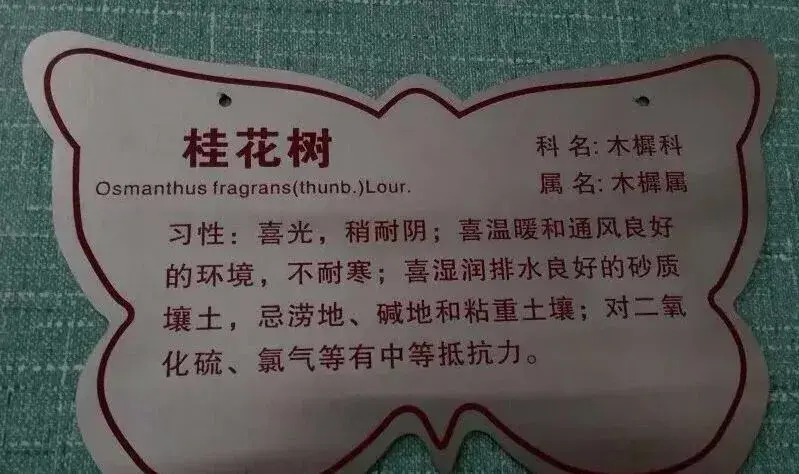 桂花树
Osmanthus fragrans(thunb.)Lour.
科名:木樨科
属名:木樨属
习性：喜光，稍耐阴；喜温暖和通风良好
的环境，不耐寒；喜湿润排水良好的砂质
壤土，忌涝地、碱地和粘重土壤；对二氧
化硫、氯气等有中等抵抗力。